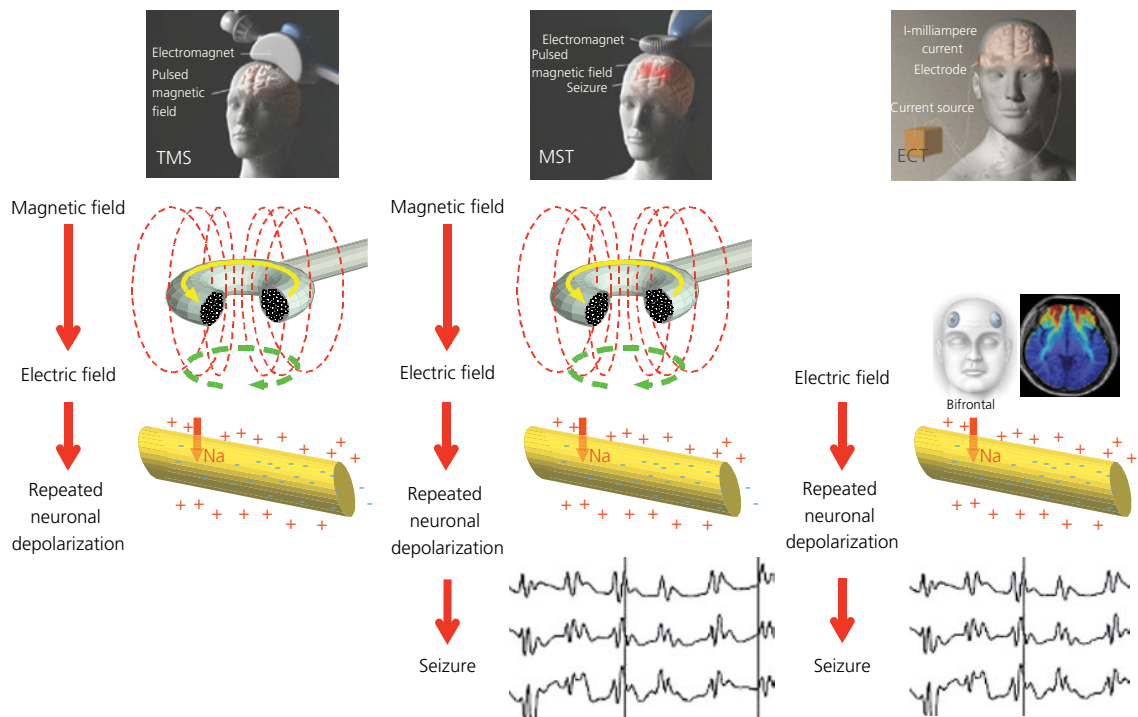 Electromagnet
Pulsed
magnetic
field
TMS
Magnetic field
Electric field
Na
Repeated
neuronal
depolarization
Electromagnet
Pulsed
magnetic field
Seizure
MST
Magnetic field
Electric field
Na
Repeated
neuronal
depolarization
Seizure
I-milliampere
current
Electrode
Current source
ECT
Electric field
Bifrontal
Na
Repeated
neuronal
depolarization
Seizure